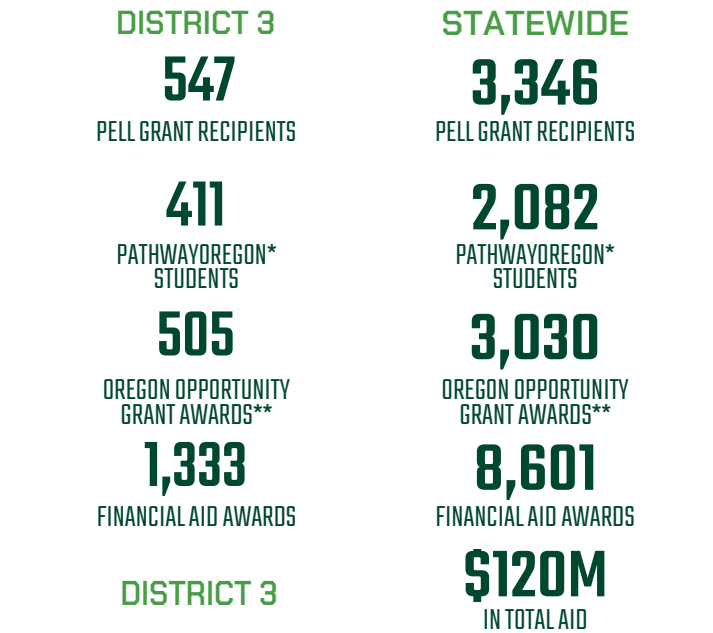 DISTRICT 3
547
PELL GRANT RECIPIENTS
411
PATHWAYOREGON*
STUDENTS
505
OREGON OPPORTUNITY
GRANT AWARDS**
1,333
FINANCIAL AID AWARDS
DISTRICT 3
STATEWIDE
3,346
PELL GRANT RECIPIENTS
2,082
PATHWAYOREGON*
STUDENTS
3,030
OREGON OPPORTUNITY
GRANT AWARDS**
8,601
FINANCIAL AID AWARDS
$120M
IN TOTAL AID